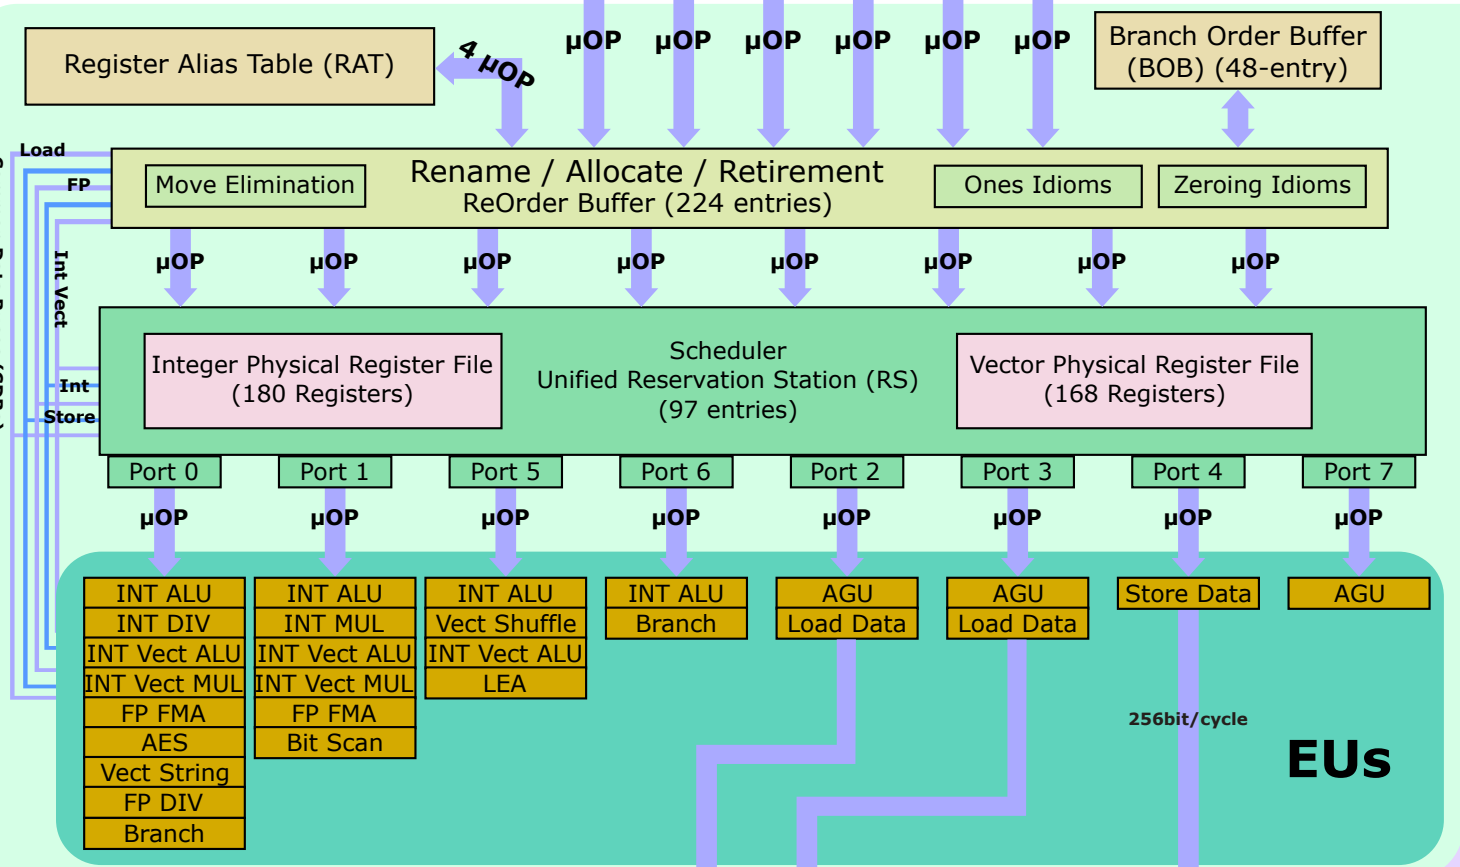 Register Alias Table (RAT)
4 µOP
µOP
µOP
µOP
µOP
µOP
µOP
Branch Order Buffer
(BOB) (48-entry)
Load
FP
Int Vect
Int
Store
Move Elimination
Rename / Allocate / Retirement
ReOrder Buffer (224 entries)
Ones Idioms
Zeroing Idioms
µOP
µOP
µOP
µOP
µOP
µOP
µOP
µOP
Integer Physical Register File
(180 Registers)
Scheduler
Unified Reservation Station (RS)
(97 entries)
Vector Physical Register File
(168 Registers)
Port 0
Port 1
Port 5
Port 6
Port 2
Port 3
Port 4
Port 7
µOP
µOP
µOP
µOP
µOP
µOP
µOP
µOP
INT ALU
INT DIV
INT Vect ALU
INT Vect MUL
FP FMA
AES
Vect String
FP DIV
Branch
INT ALU
INT MUL
INT Vect ALU
INT Vect MUL
FP FMA
Bit Scan
INT ALU
Vect Shuffle
INT Vect ALU
LEA
INT ALU
Branch
AGU
Load Data
AGU
Load Data
Store Data
AGU
256bit/cycle
EUs